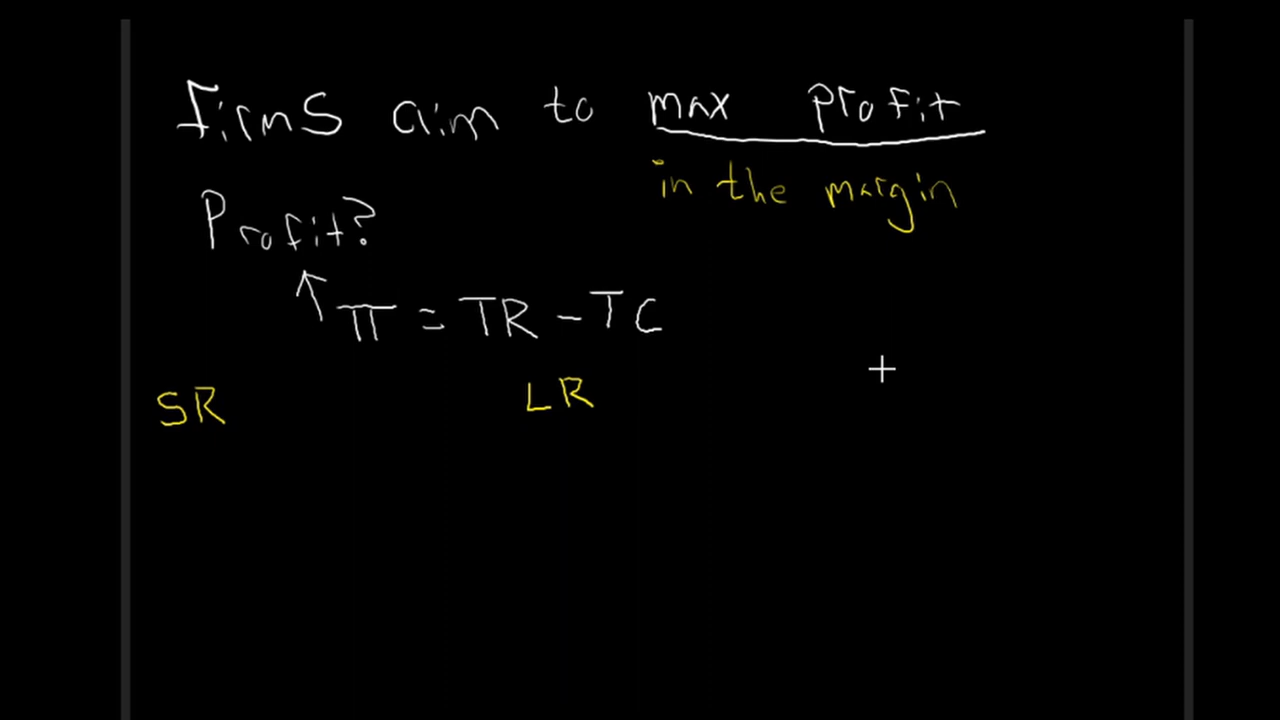 Firms aim to max profit
in the margin
Profit?
↑ π = TR - TC
SR LR